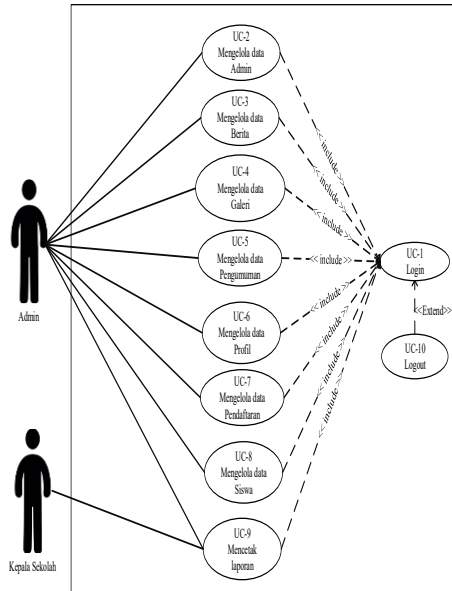 UC-2
Mengelola data
Admin
UC-3
Mengelola data
Berita
UC-4
Mengelola data
Galeri
UC-5
Mengelola data
Pengumuman
UC-6
Mengelola data
Profil
UC-7
Mengelola data
Pendaftaran
UC-8
Mengelola data
Siswa
UC-9
Mencetak
laporan
Admin
Kepala Sekolah
<< include >>
<< include >>
<< include >>
<< include >>
<< include >>
<< include >>
<< include >>
<< include >>
UC-1
Login
<<Extend>>
UC-10
Logout